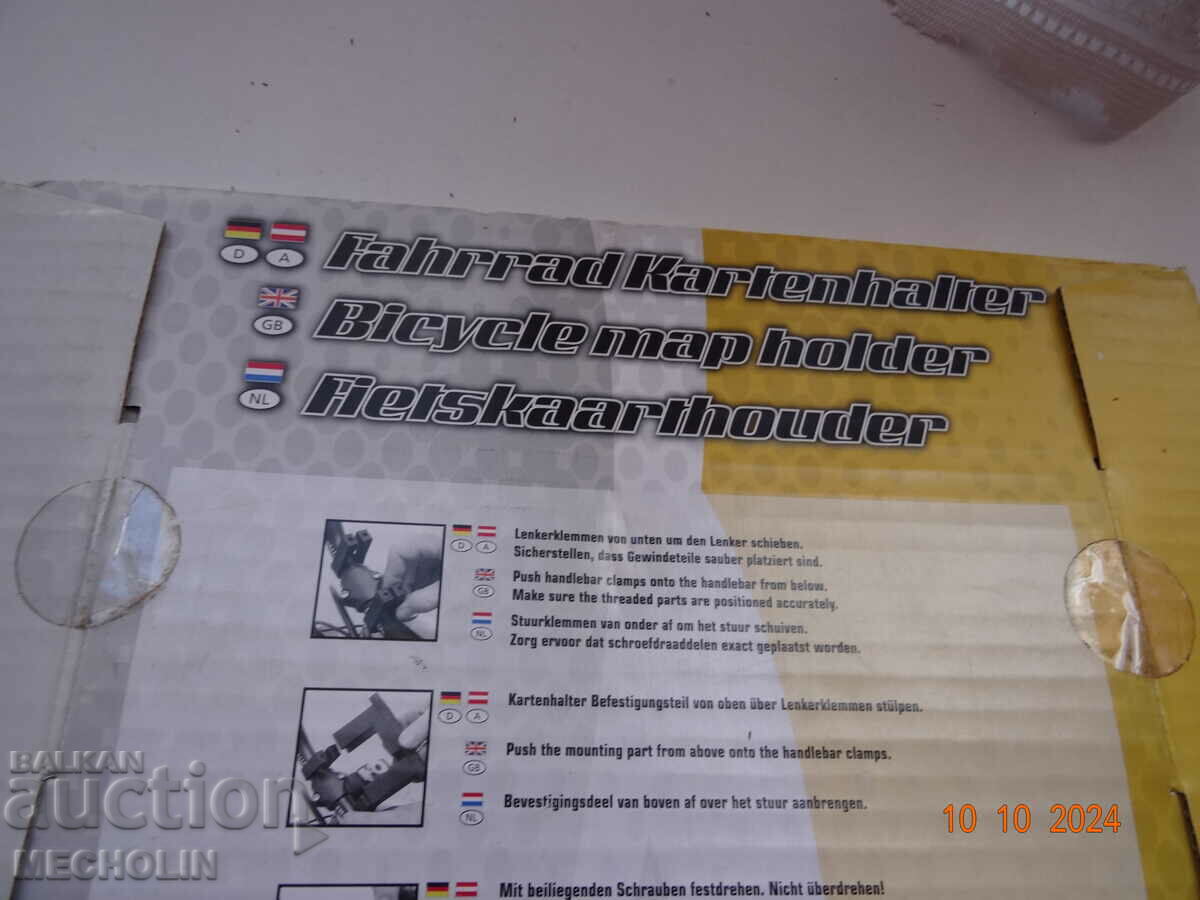 D A Fahrrad Kartenhalter
GB Bicycle map holder
NL Fietskaarthouder
D A Lenkerklemmen von unten um den Lenker schieben.
Sicherstellen, dass Gewindeteile sauber platziert sind.
GB Push handlebar clamps onto the handlebar from below.
Make sure the threaded parts are positioned accurately.
NL Stuurklemmen van onder af om het stuur schuiven.
Zorg ervoor dat schroefdraaddelen exact geplaatst worden.
D A Kartenhalter Befestigungsteil von oben über Lenkerklemmen stülpen.
GB Push the mounting part from above onto the handlebar clamps.
NL Bevestigingsdeel van boven af over het stuur aanbrengen.
Mit beiliegenden Schrauben festdrehen. Nicht überdrehen!
BALKAN
auction
MECHOLIN
10 10 2024